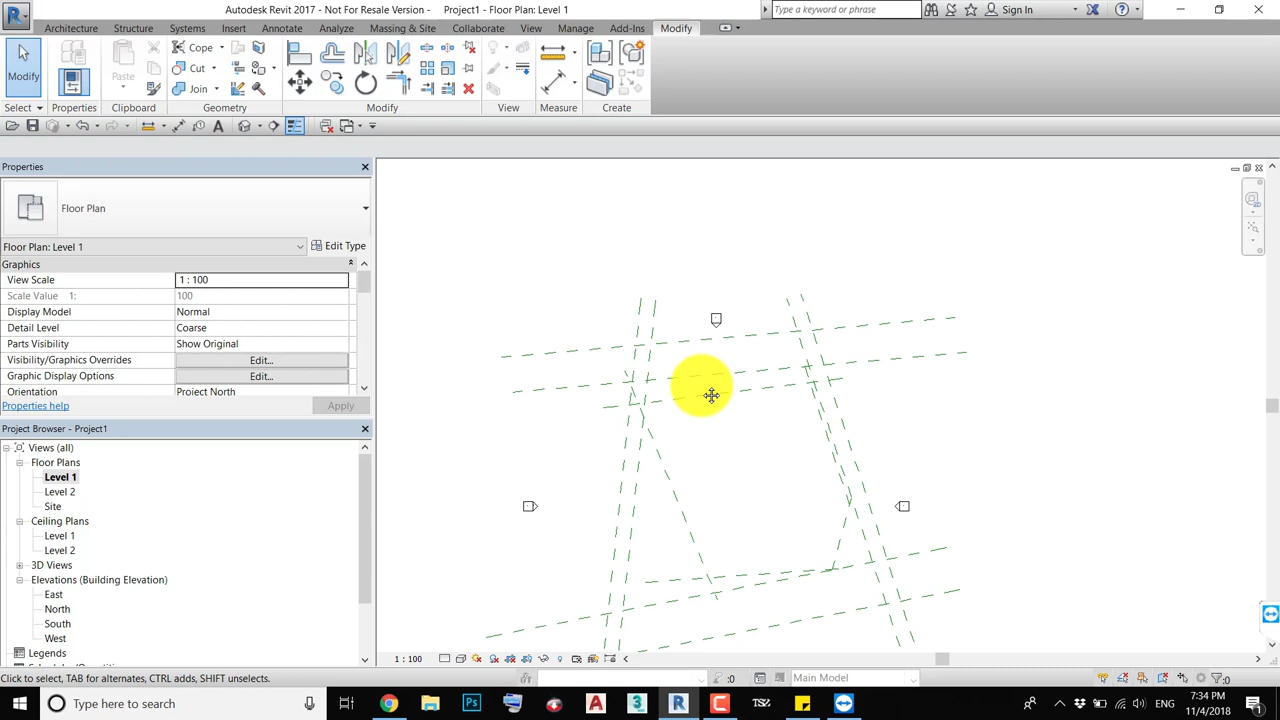 Autodesk Revit 2017 - Not For Resale Version - Project1 - Floor Plan: Level 1
Type a keyword or phrase
Sign In
Architecture Structure Systems Insert Annotate Analyze Massing & Site Collaborate View Manage Add-Ins Modify
Modify
Paste
Cope
Cut
Join
Select Properties Clipboard Geometry Modify View Measure Create
Properties
Floor Plan
Floor Plan: Level 1 Edit Type
Graphics
View Scale 1 : 100
Scale Value 1: 100
Display Model Normal
Detail Level Coarse
Parts Visibility Show Original
Visibility/Graphics Overrides Edit...
Graphic Display Options Edit...
Orientation Project North
Properties help Apply
Project Browser - Project1
Views (all)
Floor Plans
Level 1
Level 2
Site
Ceiling Plans
Level 1
Level 2
3D Views
Elevations (Building Elevation)
East
North
South
West
Legends
1 : 100
Click to select, TAB for alternates, CTRL adds, SHIFT unselects.
:0
Main Model
:0
Type here to search
ENG
7:34 PM
11/4/2018